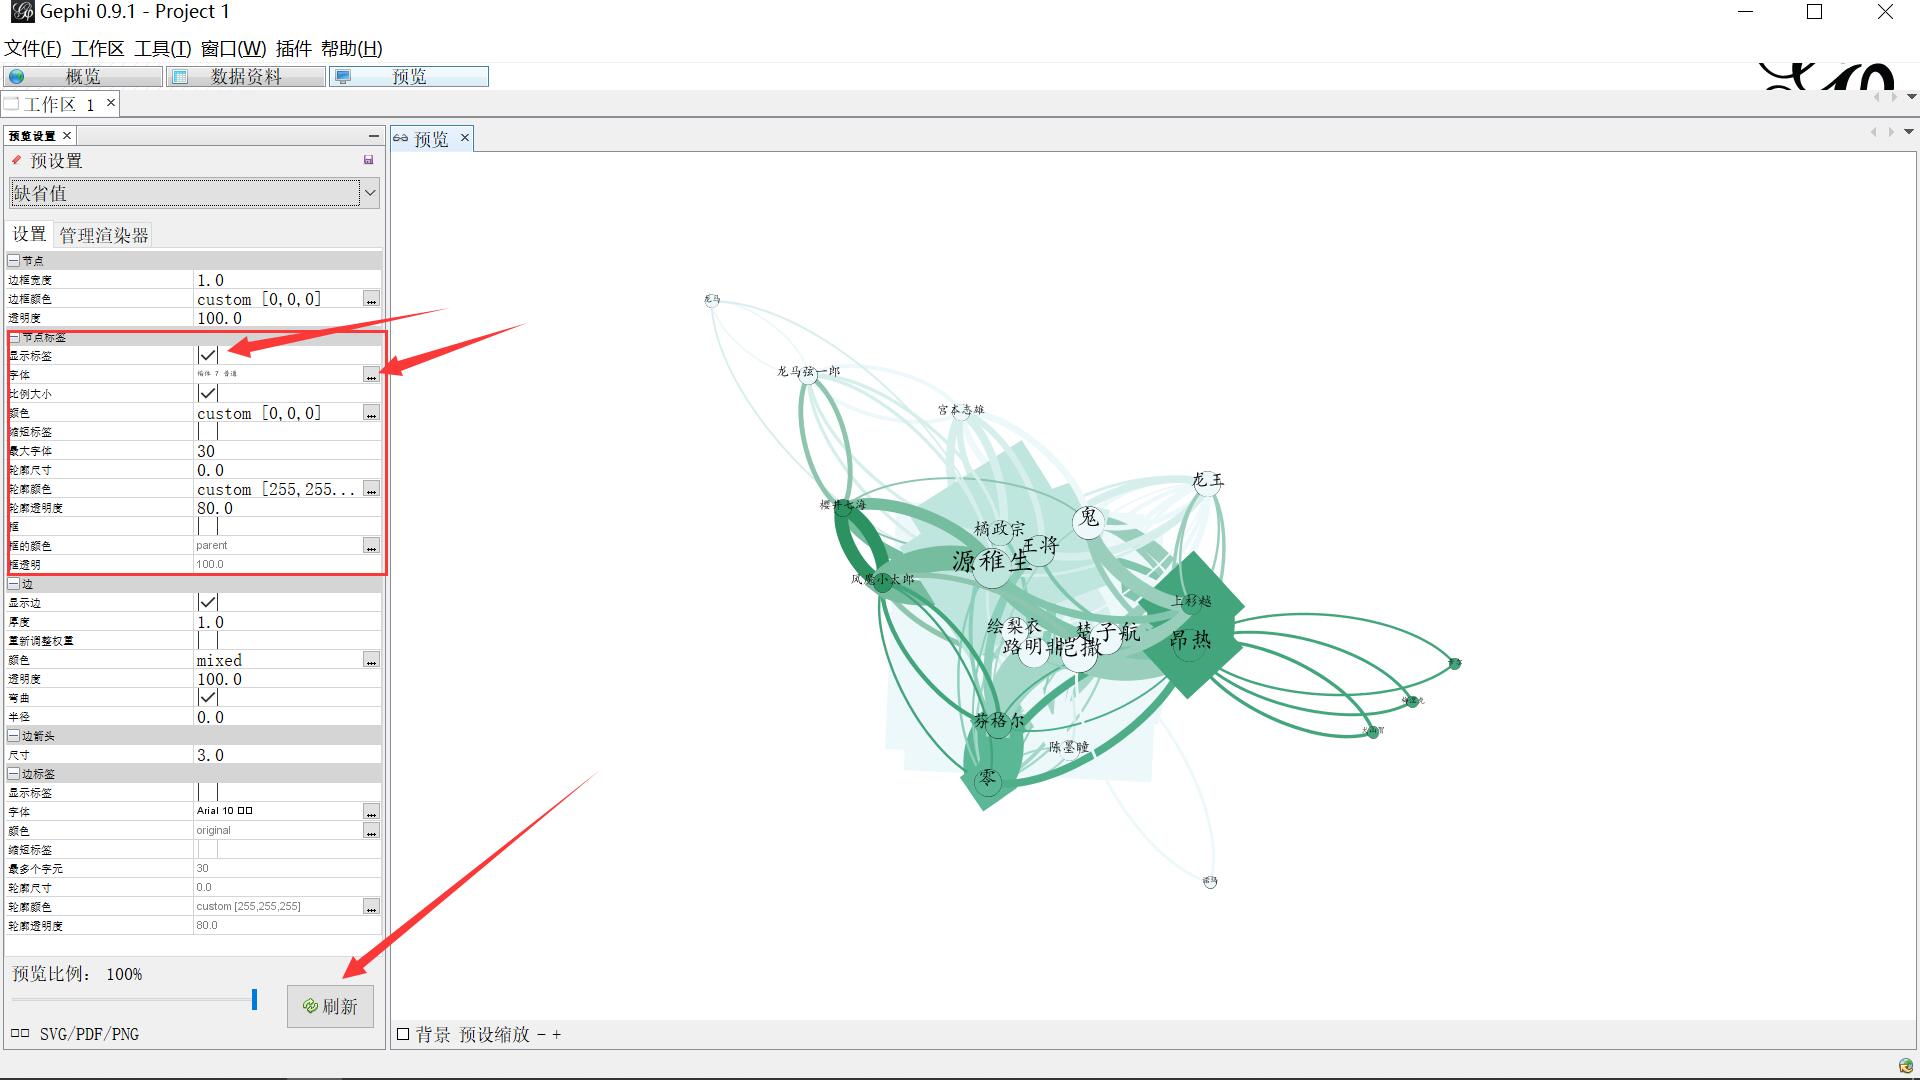 Gephi 0.9.1 - Project 1
文件(F) 工作区 工具(T) 窗口(W) 插件 帮助(H)
概览 数据资料 预览
工作区 1
预览设置
预设置
缺省值
设置 管理渲染器
节点
边框宽度 1.0
边框颜色 custom [0,0,0] ...
透明度 100.0
节点标签
显示标签
字体 楷体 7 普通 ...
比例大小
颜色 custom [0,0,0] ...
缩短标签
最大字体 30
轮廓尺寸 0.0
轮廓颜色 custom [255,255... ...
轮廓透明度 80.0
框
框的颜色 parent ...
框透明 100.0
边
显示边
厚度 1.0
重新调整权重
颜色 mixed ...
透明度 100.0
弯曲
半径 0.0
边箭头
尺寸 3.0
边标签
显示标签
字体 Arial 10 □□ ...
颜色 original ...
缩短标签
最多个字元 30
轮廓尺寸 0.0
轮廓颜色 custom [255,255,255] ...
轮廓透明度 80.0
预览比例: 100%
刷新
□□ SVG/PDF/PNG
预览
龙马
龙马弦一郎
宫本志雄
龙王
樱井七海
鬼
橘政宗
王将
源稚生
风魔小太郎
上杉越
绘梨衣
楚子航
路明非
恺撒
昂热
芬格尔
陈墨瞳
零
背景 预设缩放 - +